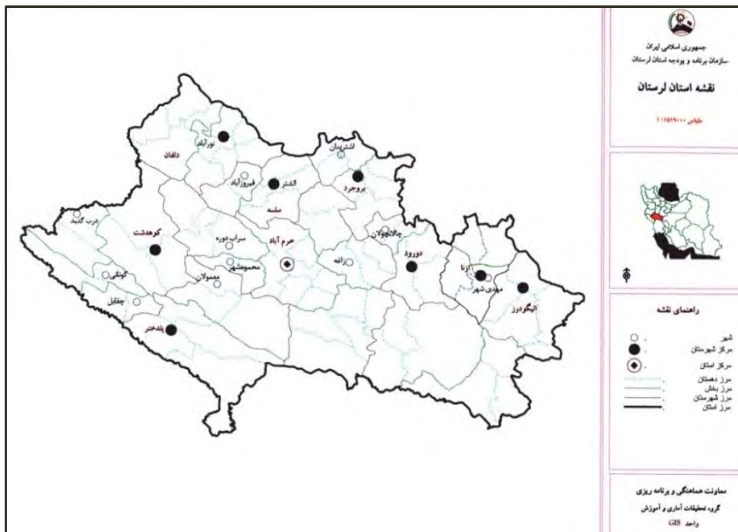 جمهوری اسلامی ایران
سازمان برنامه و بودجه استان لرستان
نقشه استان لرستان
راهنمای نقشه
شهر
مرکز شهرستان
مرکز استان
مرز دهستان
مرز بخش
مرز شهرستان
مرز استان
معاونت هماهنگی و برنامه ریزی
گروه تحقیقات آماری و آموزش
واحد GIS
نورآباد
دلفان
فیروزآباد
الشتر
سلسله
اشترینان
بروجرد
درب گنبد
کوهدشت
سراب دوره
خرم آباد
چالانچولان
زاغه
دورود
ازنا
مهدی شهر
الیگودرز
گونگی
محمودشهر
معمولان
چقابل
پلدختر